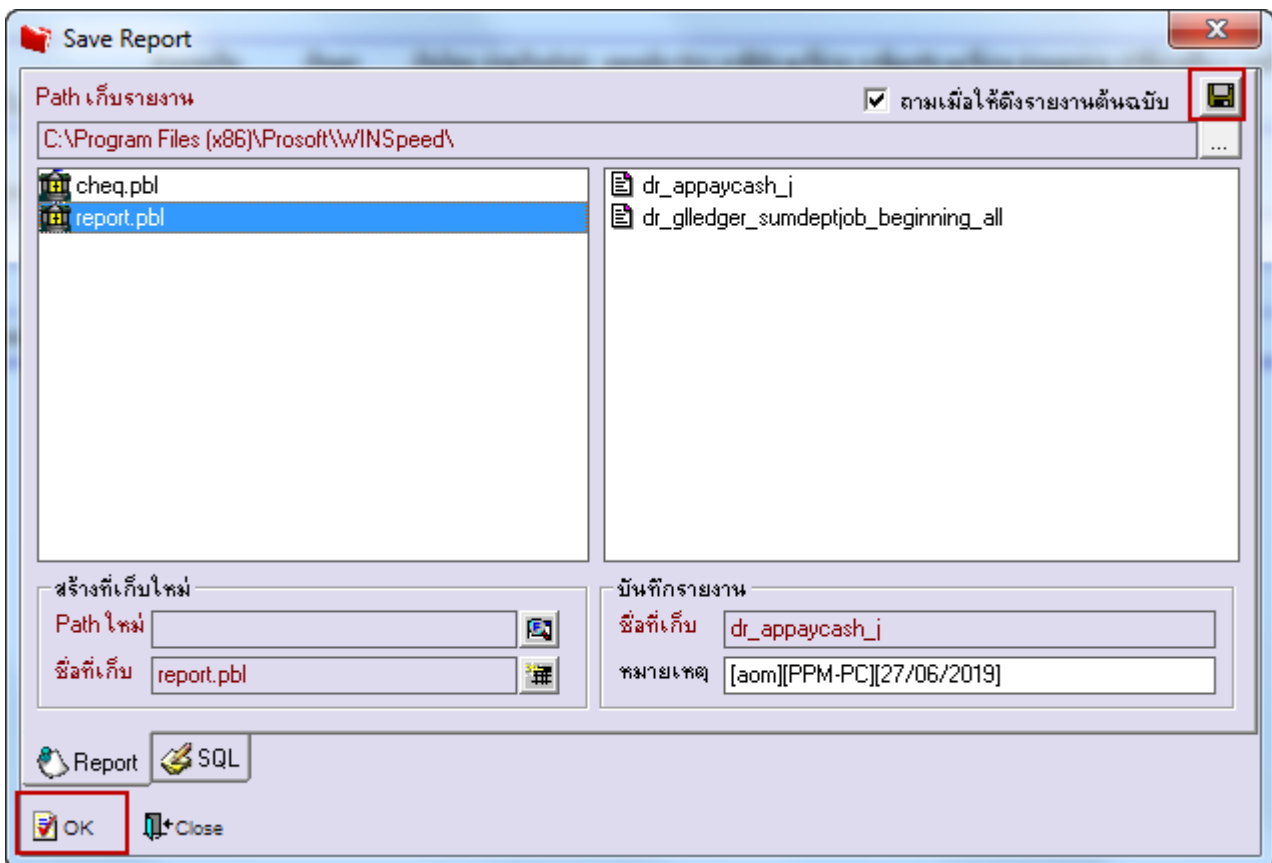 Save Report
Path เก็บรายงาน
ถามเมื่อให้ดึงรายงานต้นฉบับ
C:\Program Files (x86)\Prosoft\WINSpeed\
...
cheq.pbl
report.pbl
dr_appaycash_j
dr_glledger_sumdeptjob_beginning_all
สร้างที่เก็บใหม่
Path ใหม่
ชื่อที่เก็บ report.pbl
บันทึกรายงาน
ชื่อที่เก็บ dr_appaycash_j
หมายเหตุ [aom][PPM-PC][27/06/2019]
Report SQL
OK Close